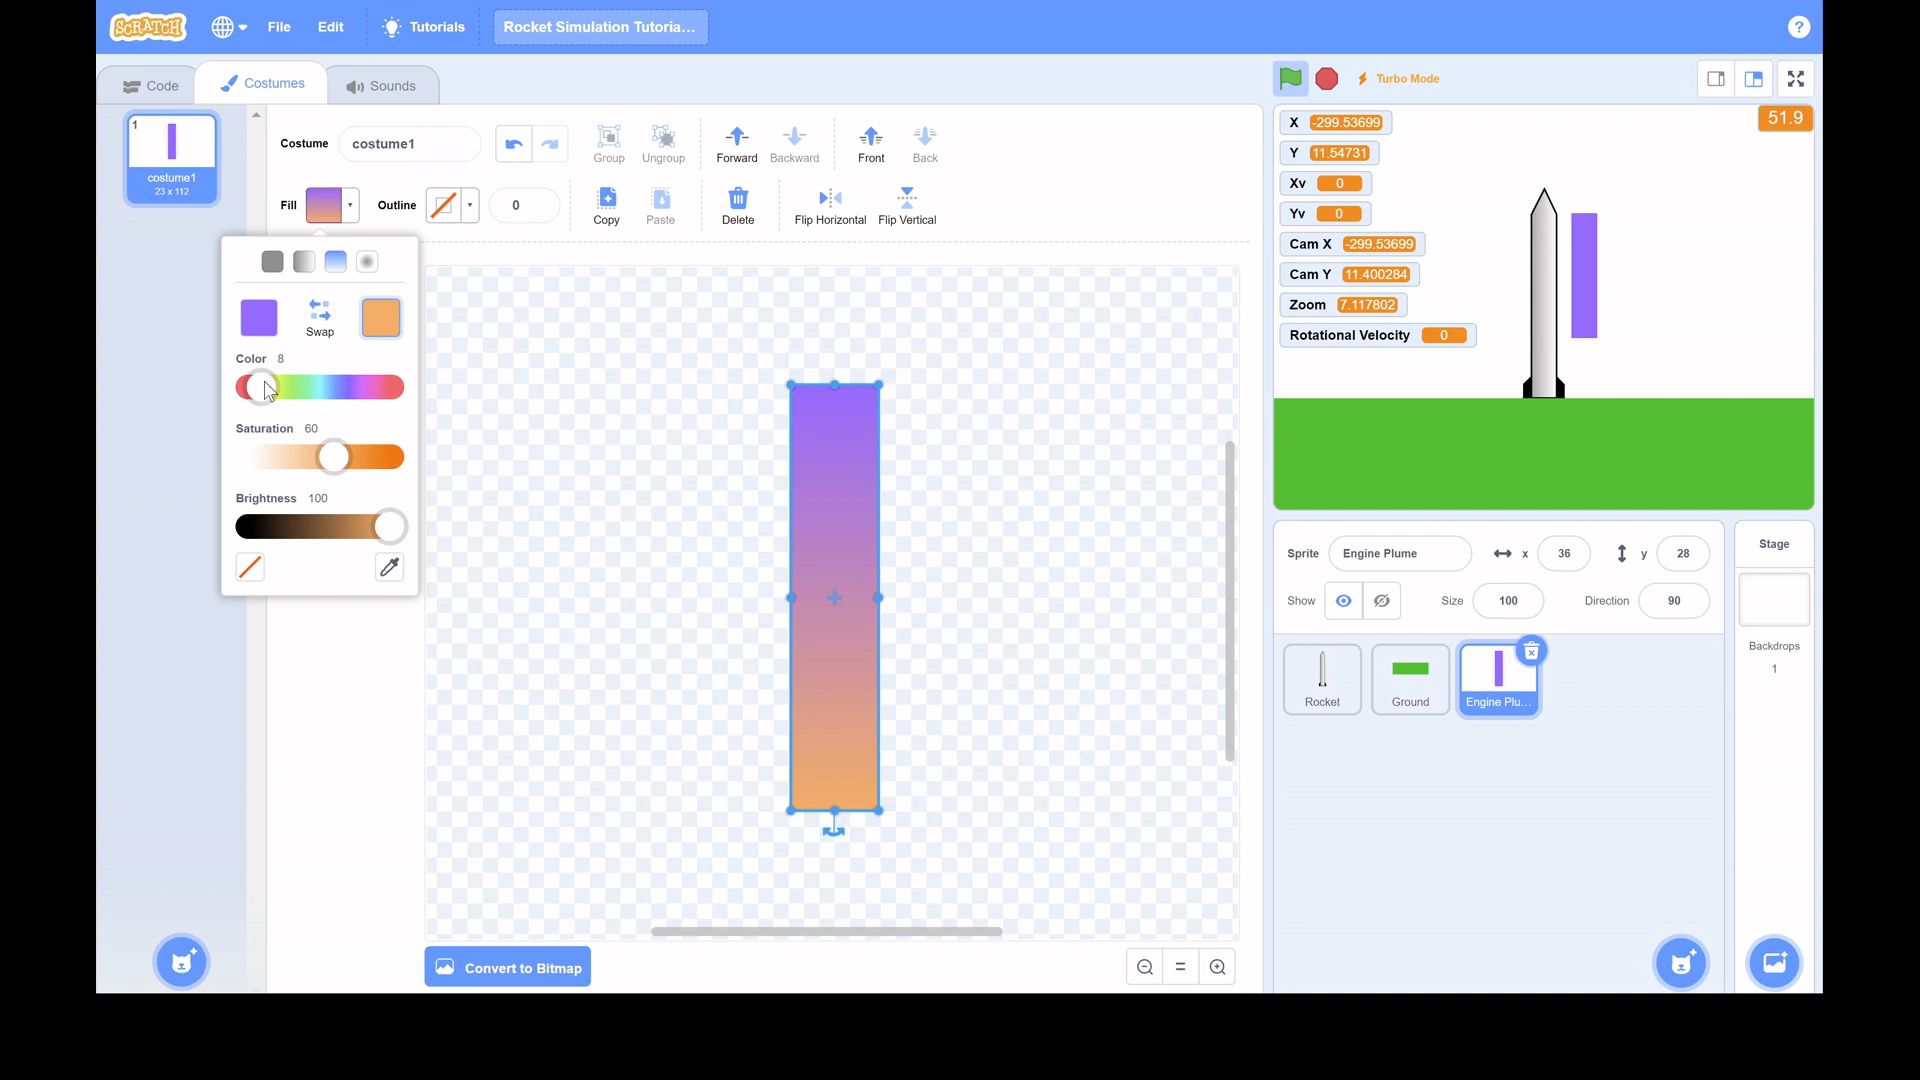 SCRATCH
File
Edit
Tutorials
Rocket Simulation Tutoria...
?
Code
Costumes
Sounds
Turbo Mode
1
costume1
23 x 112
Costume
costume1
Group
Ungroup
Forward
Backward
Front
Back
Fill
Outline
0
Copy
Paste
Delete
Flip Horizontal
Flip Vertical
Swap
Color 8
Saturation 60
Brightness 100
Convert to Bitmap
X -299.53699
Y 11.54731
Xv 0
Yv 0
Cam X -299.53699
Cam Y 11.400284
Zoom 7.117802
Rotational Velocity 0
51.9
Sprite Engine Plume x 36 y 28
Show Size 100 Direction 90
Rocket
Ground
Engine Plu...
Stage
Backdrops
1